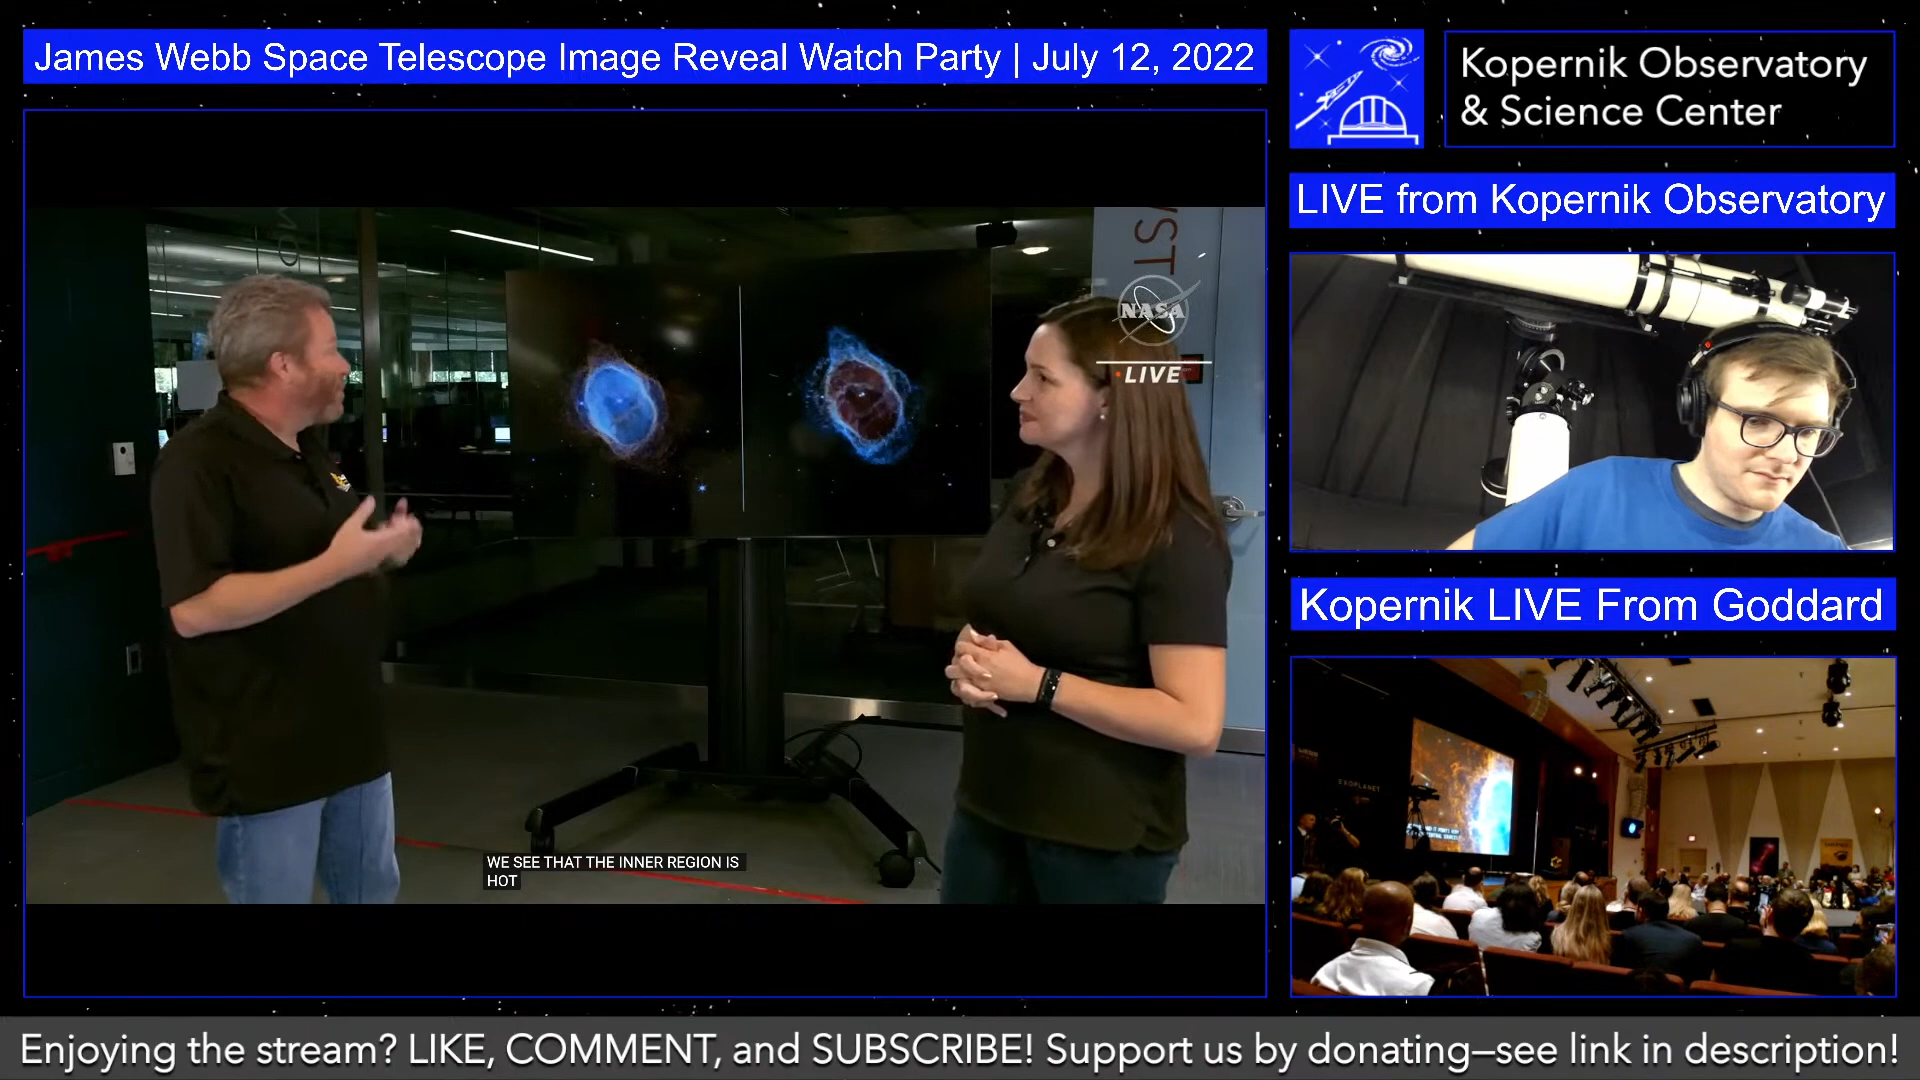 James Webb Space Telescope Image Reveal Watch Party | July 12, 2022
Kopernik Observatory
& Science Center
LIVE from Kopernik Observatory
NASA
LIVE
Kopernik LIVE From Goddard
EXOPLANET
WE SEE THAT THE INNER REGION IS
HOT
Enjoying the stream? LIKE, COMMENT, and SUBSCRIBE! Support us by donating—see link in description!